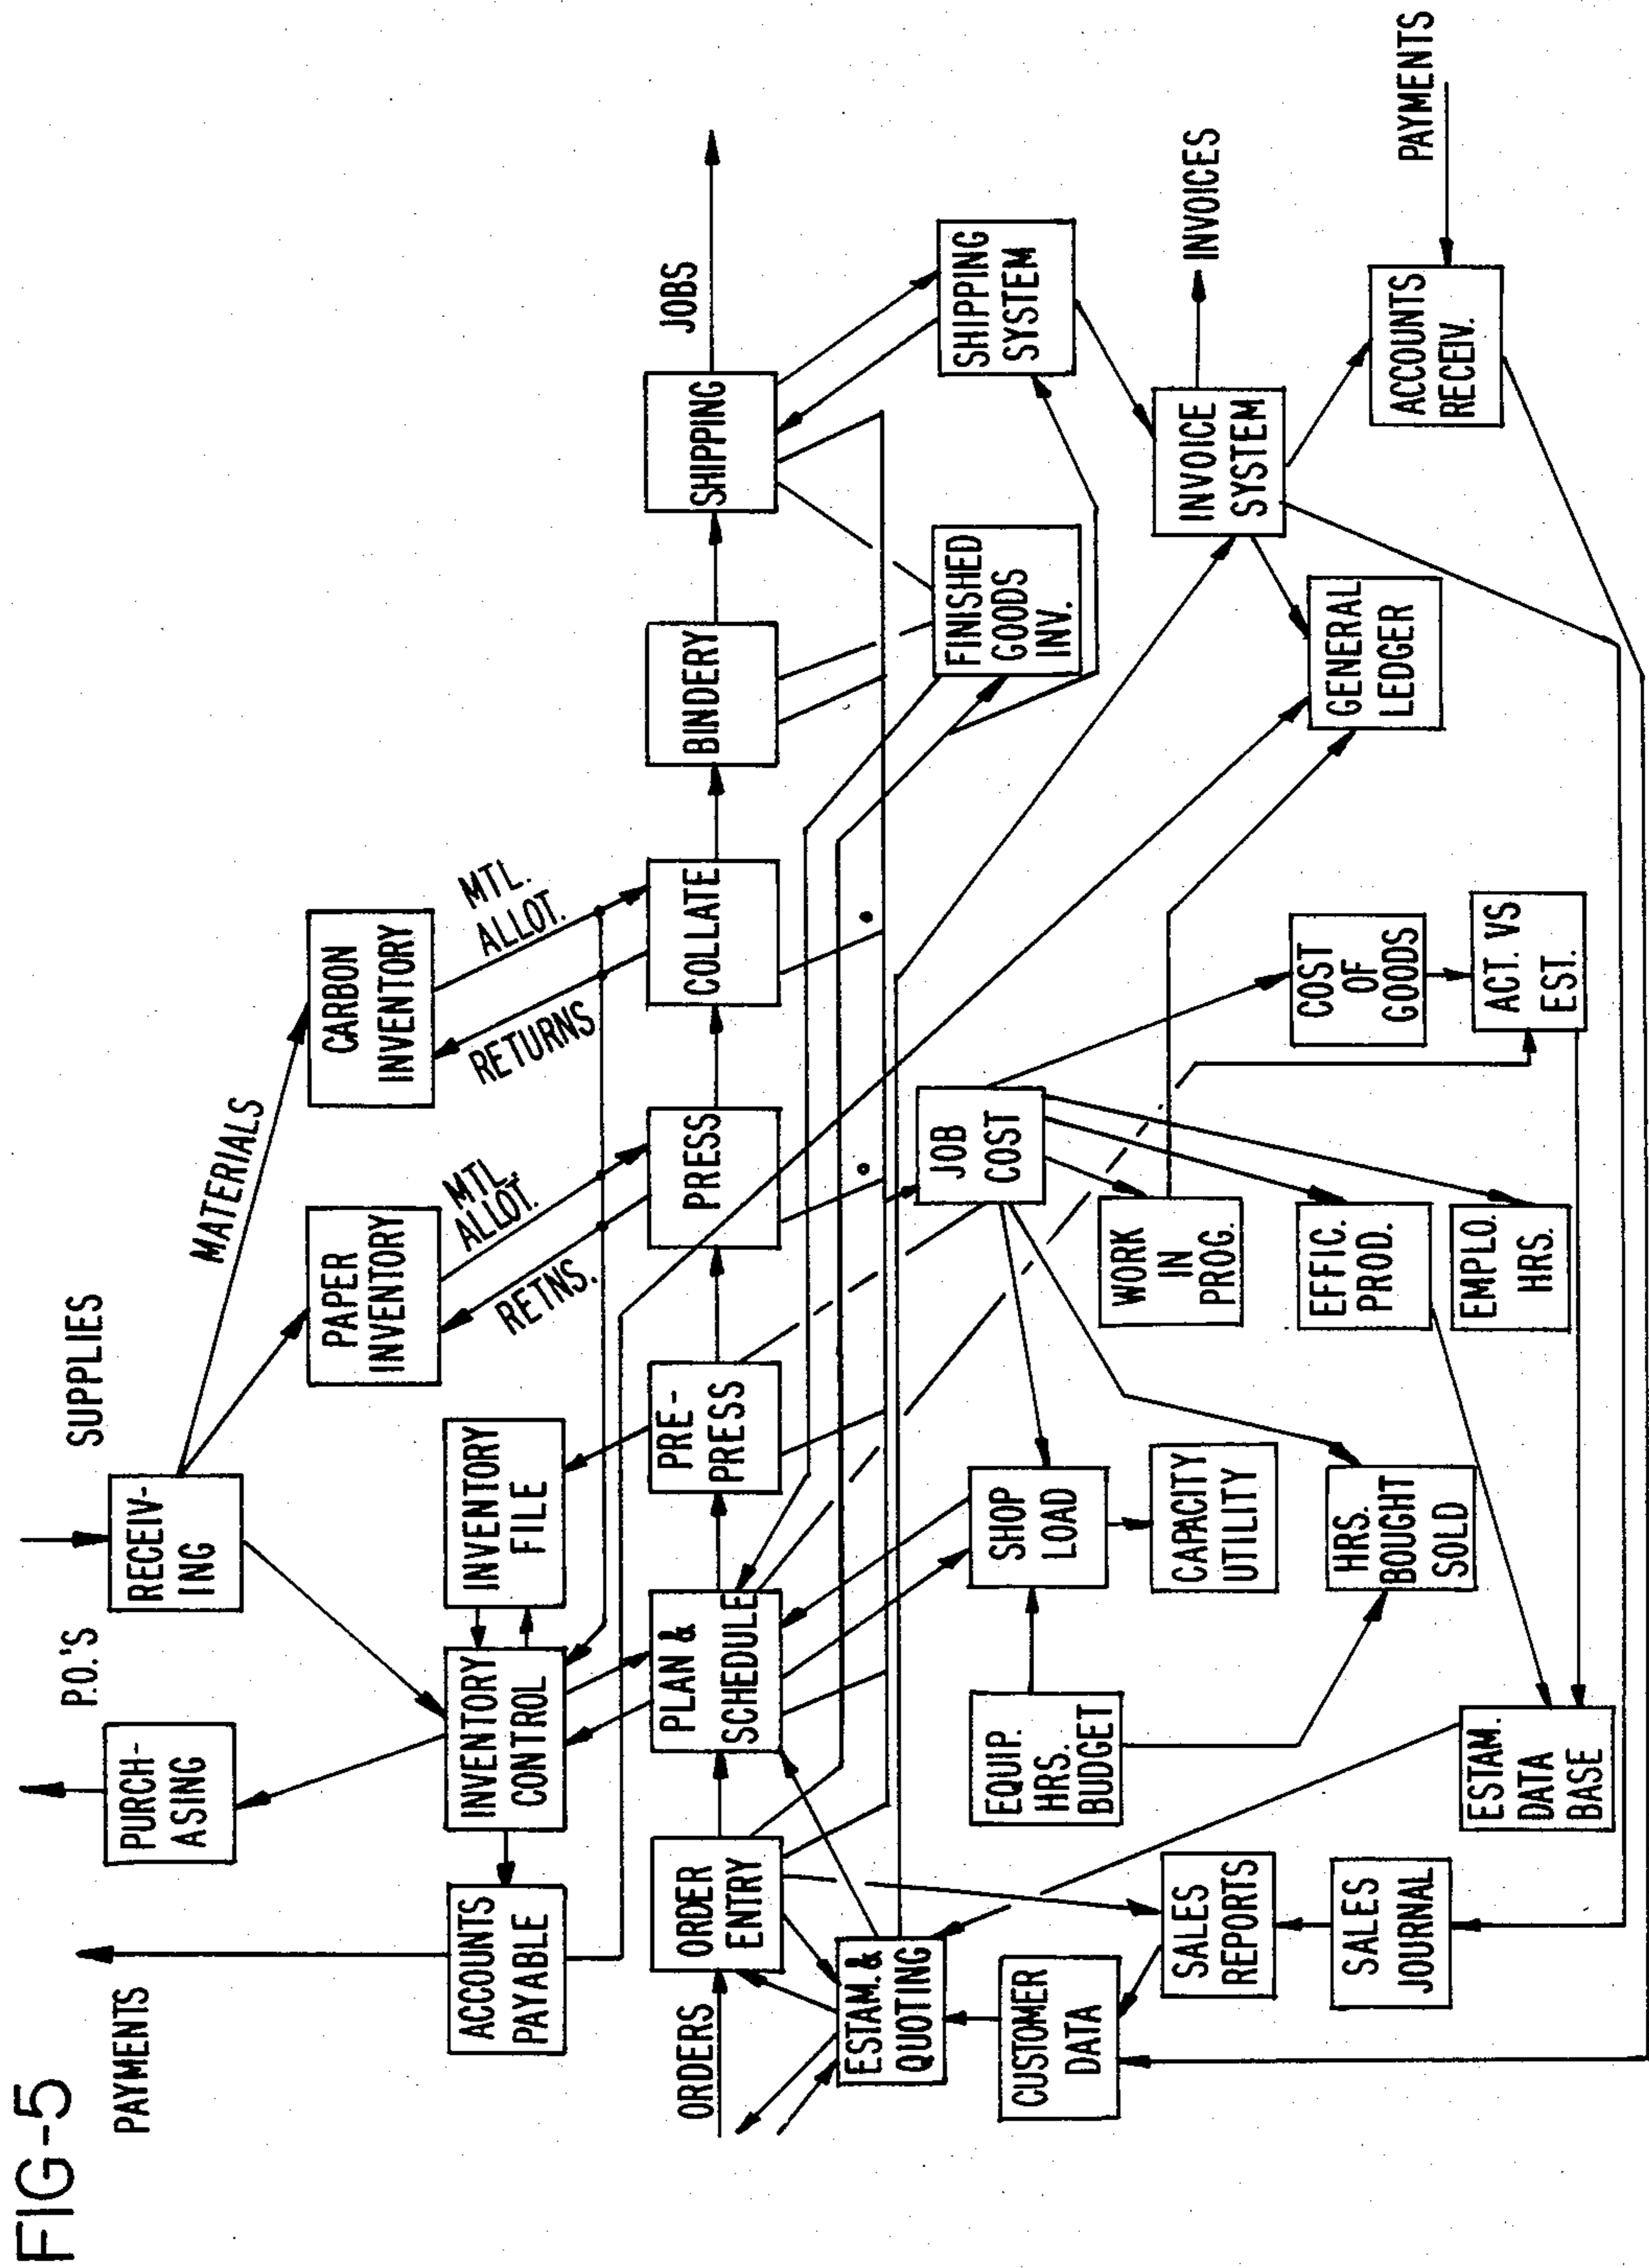 FIG-5
PAYMENTS
P.O.'S
SUPPLIES
PURCH-
ASING
RECEIV-
ING
MATERIALS
ACCOUNTS
PAYABLE
INVENTORY
CONTROL
INVENTORY
FILE
PAPER
INVENTORY
CARBON
INVENTORY
RETNS.
MTL.
ALLOT.
RETURNS
MTL.
ALLOT.
ORDERS
ORDER
ENTRY
PLAN &
SCHEDULE
PRE-
PRESS
PRESS
COLLATE
BINDERY
SHIPPING
JOBS
ESTAM. &
QUOTING
JOB
COST
FINISHED
GOODS
INV.
SHIPPING
SYSTEM
CUSTOMER
DATA
EQUIP.
HRS.
BUDGET
SHOP
LOAD
WORK
IN
PROG.
SALES
REPORTS
CAPACITY
UTILITY
INVOICE
SYSTEM
INVOICES
SALES
JOURNAL
HRS.
BOUGHT
SOLD
EFFIC.
PROD.
COST
OF
GOODS
GENERAL
LEDGER
ACCOUNTS
RECEIV.
PAYMENTS
ESTAM.
DATA
BASE
EMPLO.
HRS.
ACT. VS
EST.